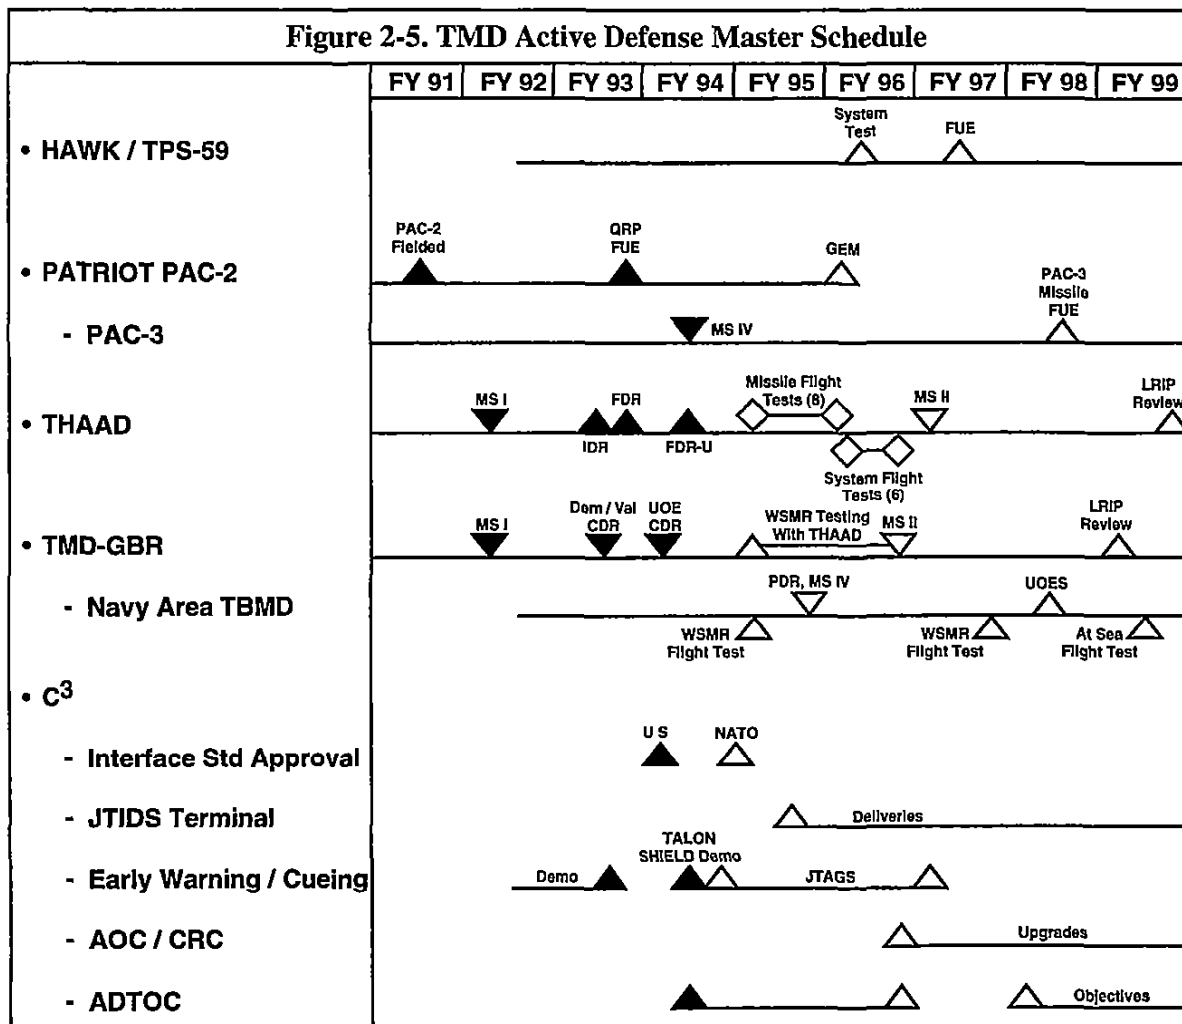 Figure 2-5. TMD Active Defense Master Schedule
FY 91 FY 92 FY 93 FY 94 FY 95 FY 96 FY 97 FY 98 FY 99
• HAWK / TPS-59
System
Test
FUE
• PATRIOT PAC-2
PAC-2
Fielded
QRP
FUE
GEM
- PAC-3
MS IV
PAC-3
Missile
FUE
• THAAD
MS I
IDR
FDR
FDR-U
Missile Flight
Tests (8)
System Flight
Tests (6)
MS II
LRIP
Review
• TMD-GBR
MS I
Dem / Val
CDR
UOE
CDR
WSMR Testing
With THAAD
MS II
LRIP
Review
- Navy Area TBMD
WSMR
Flight Test
PDR, MS IV
WSMR
Flight Test
UOES
At Sea
Flight Test
• C3
- Interface Std Approval
U S
NATO
- JTIDS Terminal
Deliveries
- Early Warning / Cueing
Demo
TALON
SHIELD Demo
JTAGS
- AOC / CRC
Upgrades
- ADTOC
Objectives